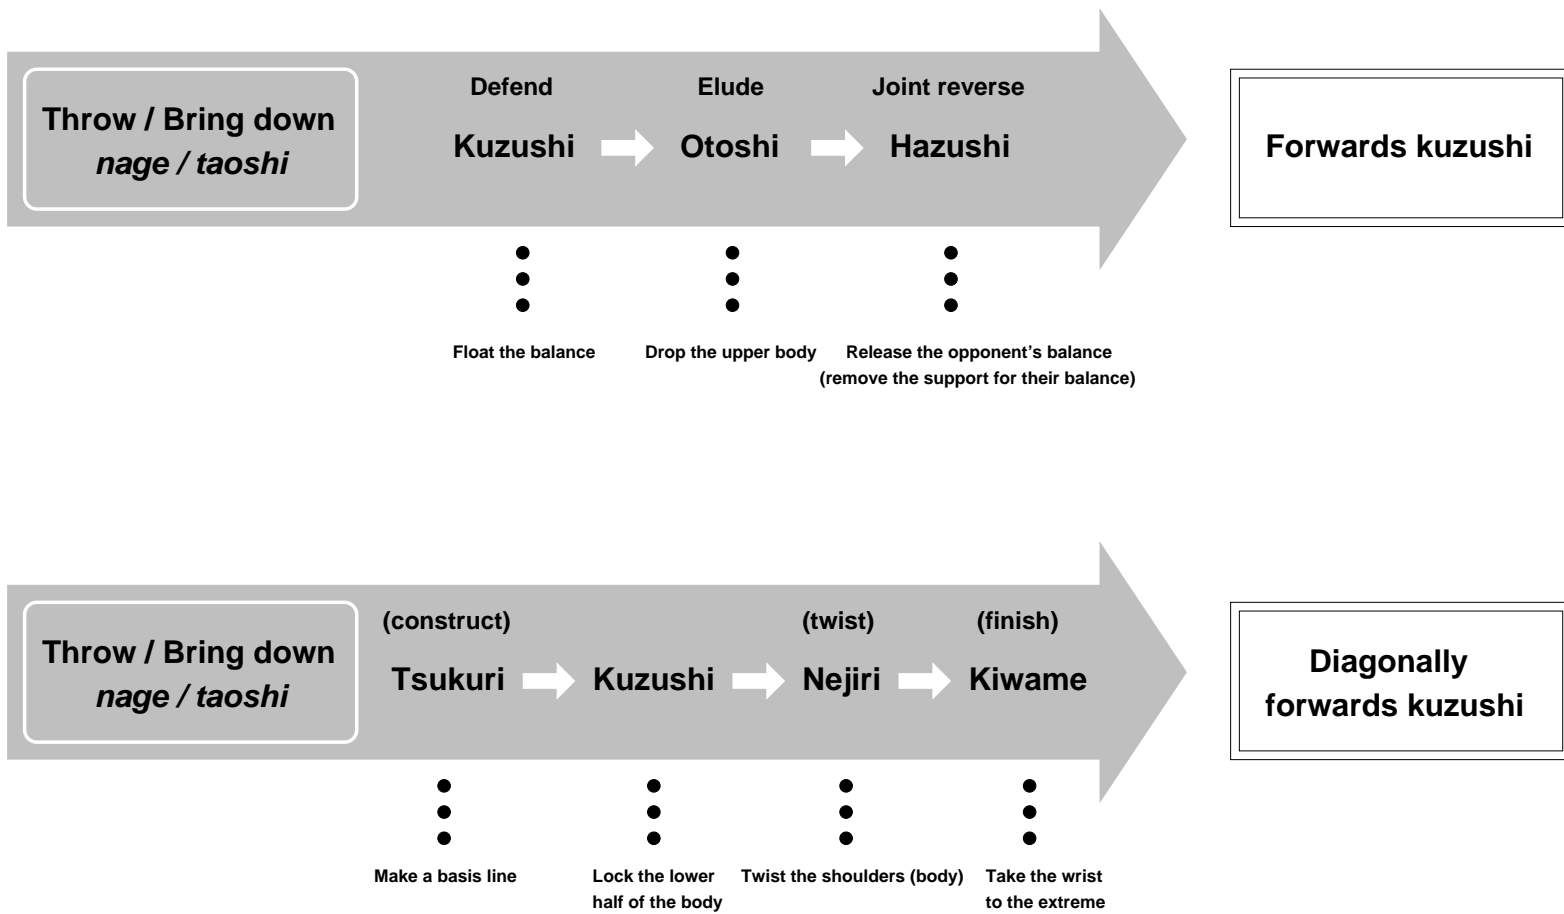 Throw / Bring down
nage / taoshi
Defend
Elude
Joint reverse
Kuzushi
Otoshi
Hazushi
Forwards kuzushi
Float the balance
Drop the upper body
Release the opponent’s balance
(remove the support for their balance)
Throw / Bring down
nage / taoshi
(construct)
(twist)
(finish)
Tsukuri
Kuzushi
Nejiri
Kiwame
Diagonally
forwards kuzushi
Make a basis line
Lock the lower
half of the body
Twist the shoulders (body)
Take the wrist
to the extreme